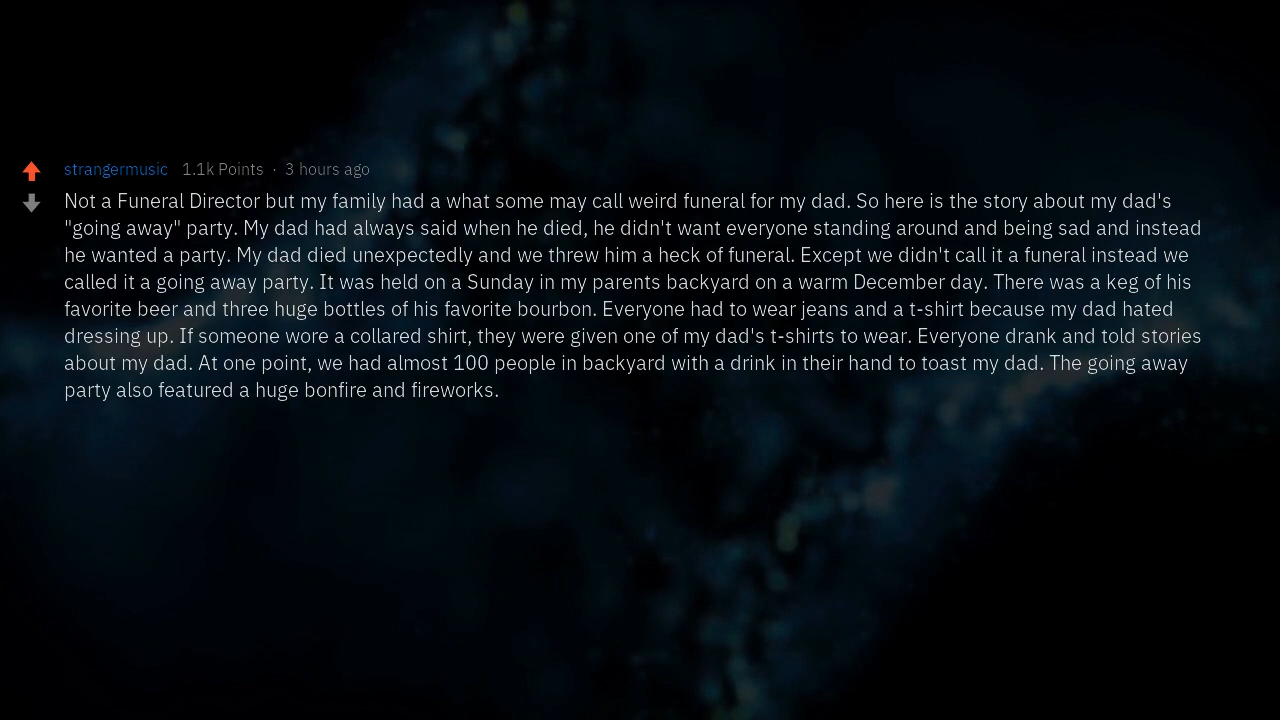 strangermusic 1.1k Points · 3 hours ago
Not a Funeral Director but my family had a what some may call weird funeral for my dad. So here is the story about my dad's
"going away" party. My dad had always said when he died, he didn't want everyone standing around and being sad and instead
he wanted a party. My dad died unexpectedly and we threw him a heck of funeral. Except we didn't call it a funeral instead we
called it a going away party. It was held on a Sunday in my parents backyard on a warm December day. There was a keg of his
favorite beer and three huge bottles of his favorite bourbon. Everyone had to wear jeans and a t-shirt because my dad hated
dressing up. If someone wore a collared shirt, they were given one of my dad's t-shirts to wear. Everyone drank and told stories
about my dad. At one point, we had almost 100 people in backyard with a drink in their hand to toast my dad. The going away
party also featured a huge bonfire and fireworks.